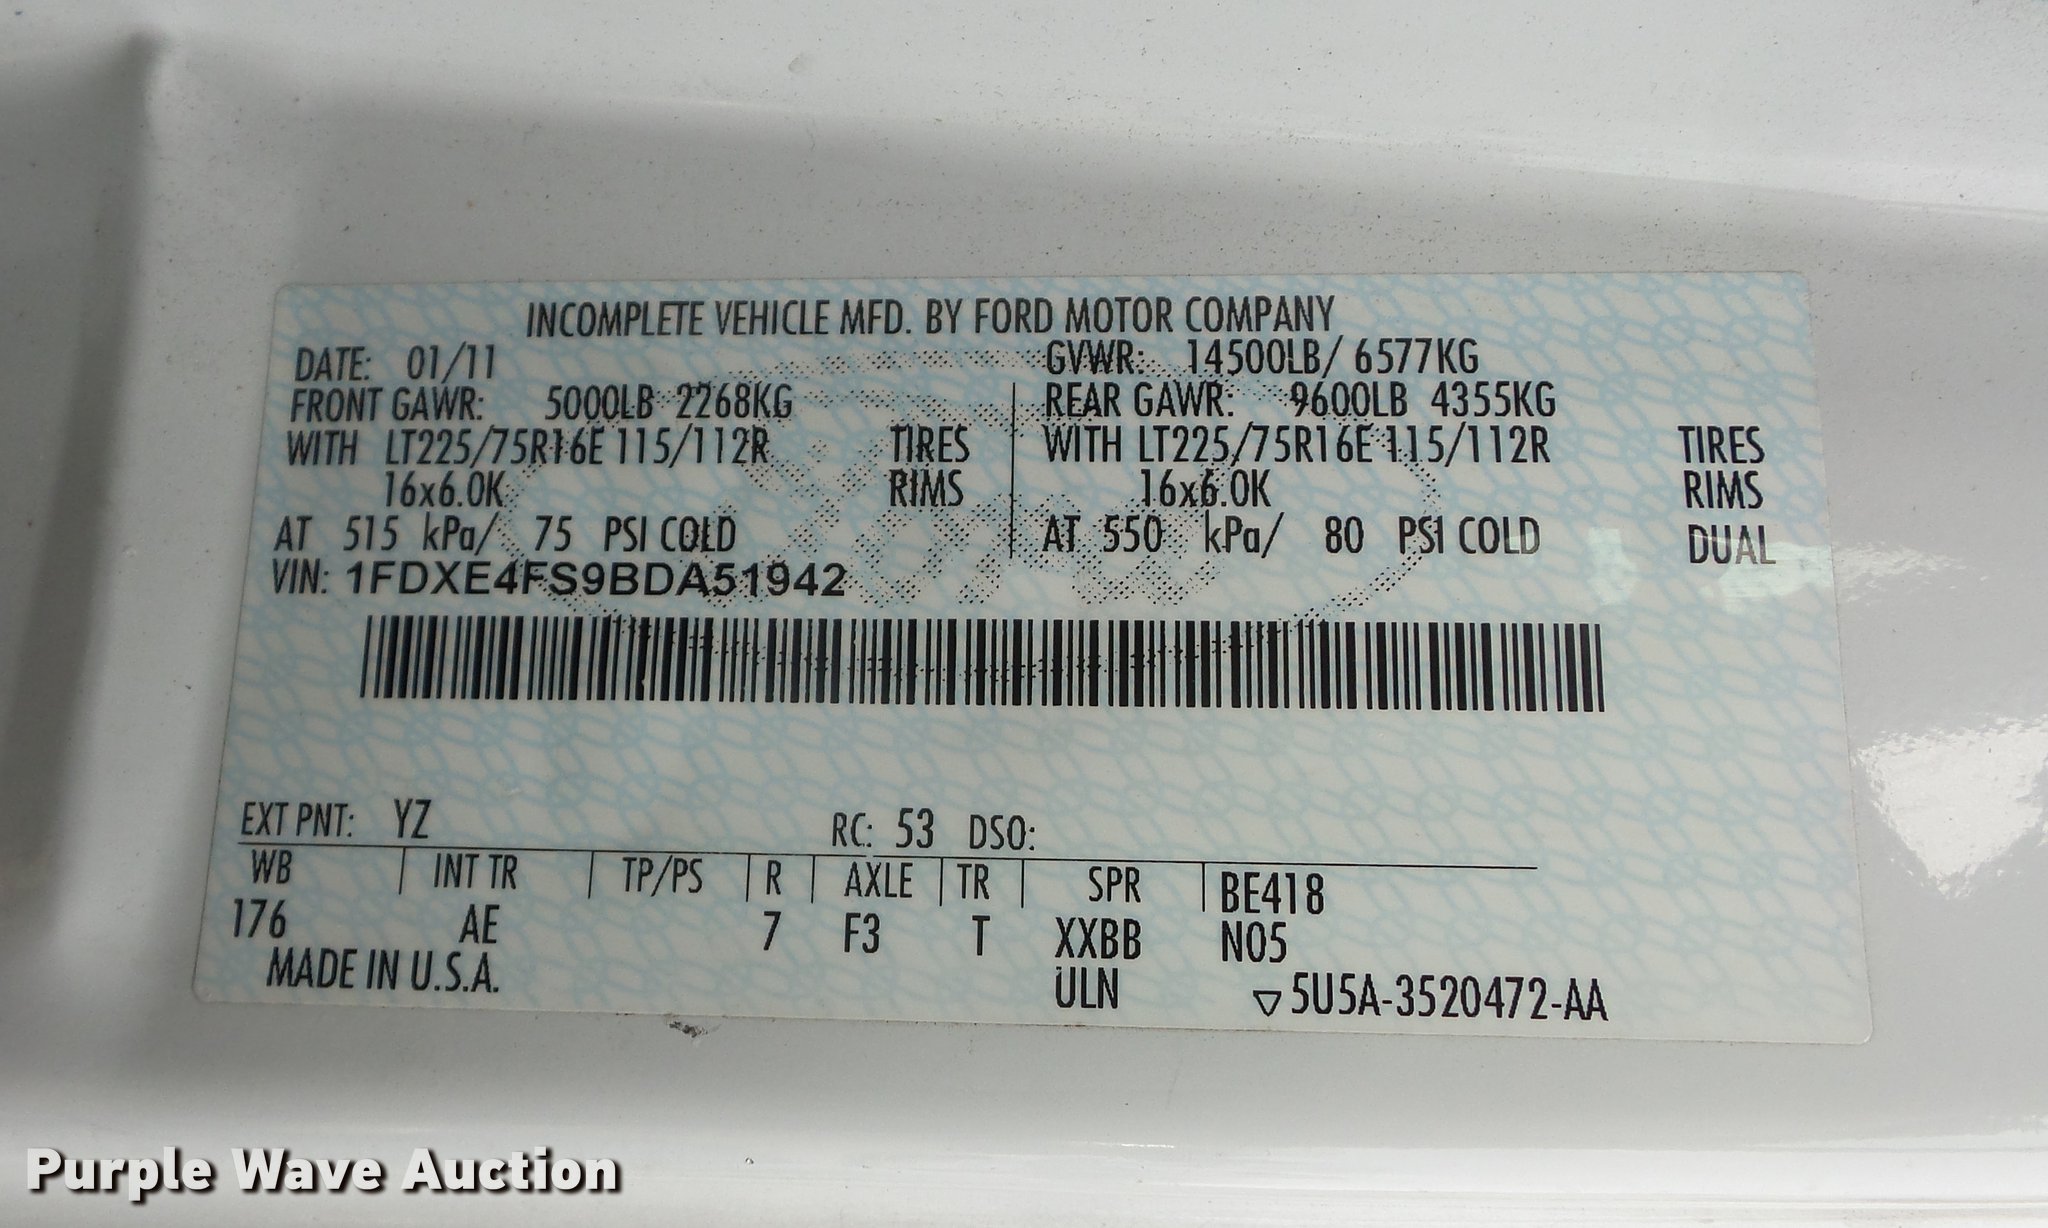 INCOMPLETE VEHICLE MFD. BY FORD MOTOR COMPANY
DATE: 01/11 GVWR: 14500LB/ 6577KG
FRONT GAWR: 5000LB 2268KG REAR GAWR: 9600LB 4355KG
WITH LT225/75R16E 115/112R TIRES WITH LT225/75R16E 115/112R TIRES
16x6.0K RIMS 16x6.0K RIMS
AT 515 kPa/ 75 PSI COLD AT 550 kPa/ 80 PSI COLD DUAL
VIN: 1FDXE4FS9BDA51942
EXT PNT: YZ RC: 53 DSO:
WB INT TR TP/PS R AXLE TR SPR BE418
176 AE 7 F3 T XXBB N05
MADE IN U.S.A. ULN ▽5U5A-3520472-AA
Purple Wave Auction